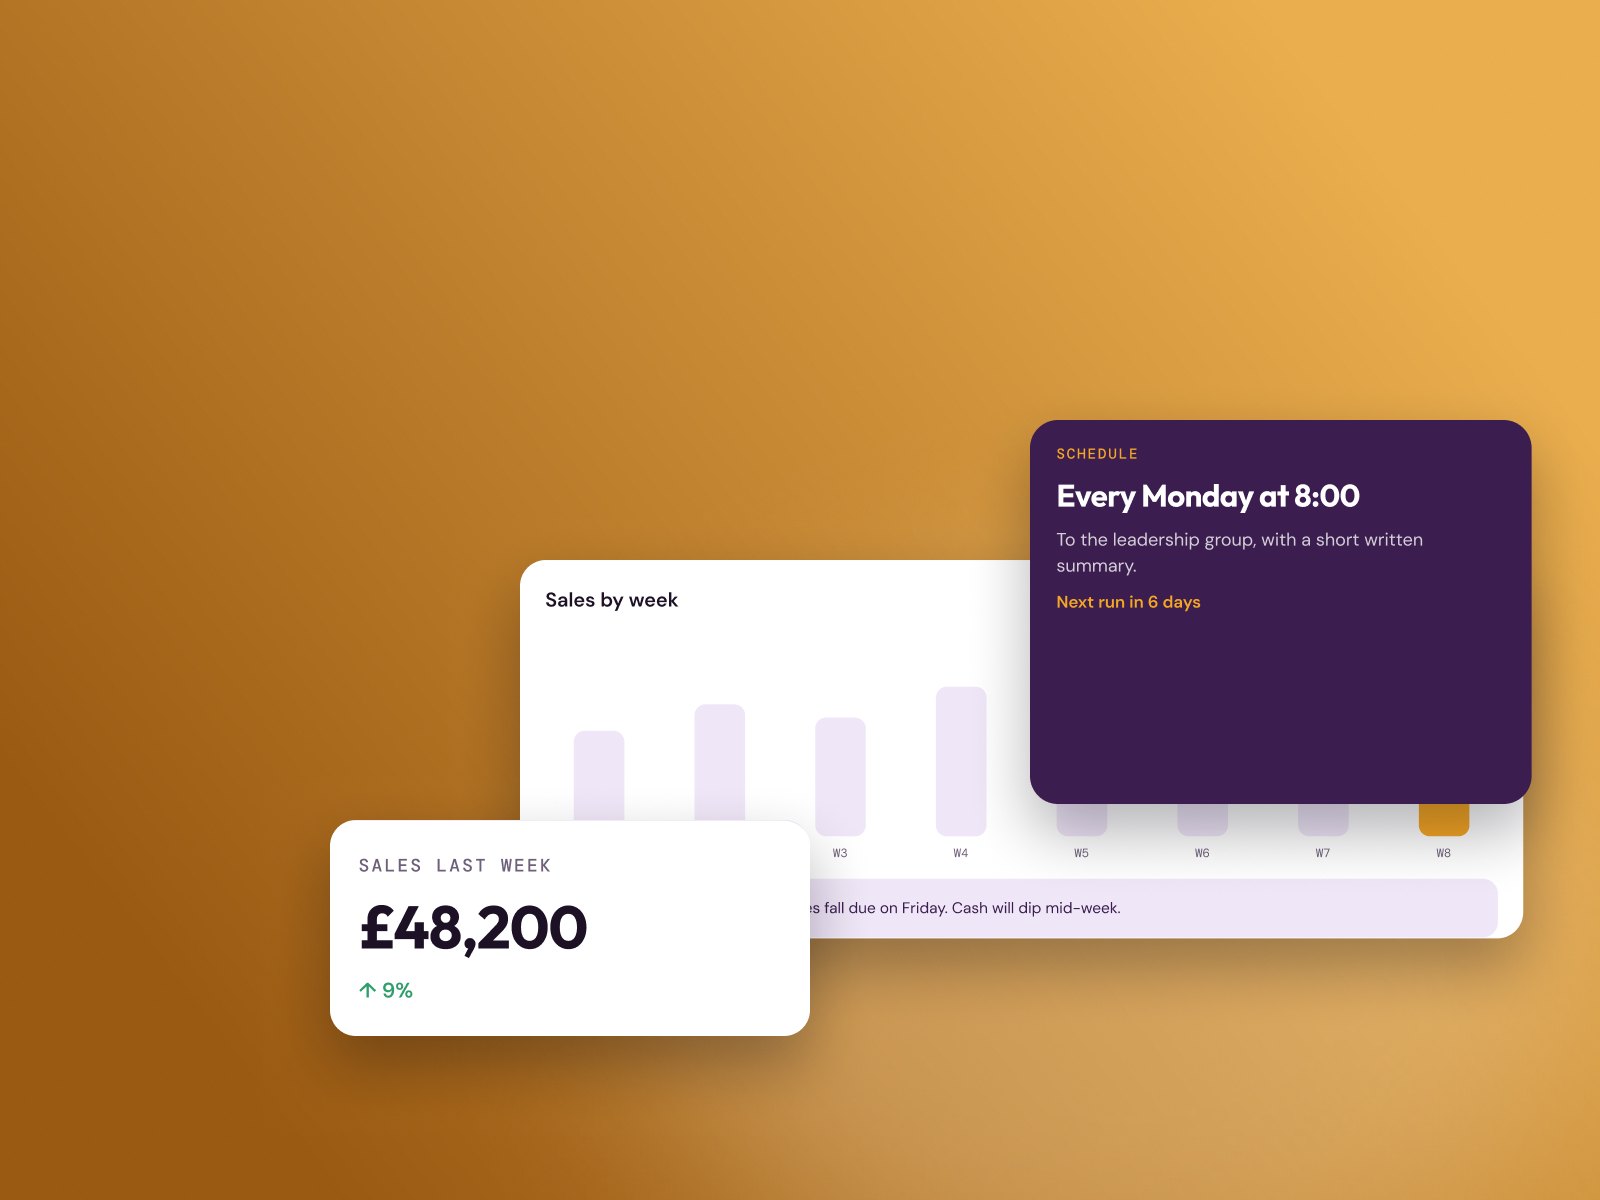 SCHEDULE
Every Monday at 8:00
To the leadership group, with a short written
summary.
Next run in 6 days
Sales by week
W3 W4 W5 W6 W7 W8
fall due on Friday. Cash will dip mid-week.
SALES LAST WEEK
£48,200
↑ 9%